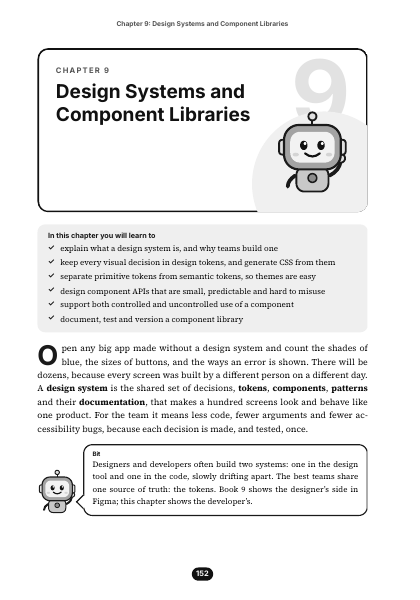 Chapter 9: Design Systems and Component Libraries
CHAPTER 9
9
Design Systems and
Component Libraries
In this chapter you will learn to
explain what a design system is, and why teams build one
keep every visual decision in design tokens, and generate CSS from them
separate primitive tokens from semantic tokens, so themes are easy
design component APIs that are small, predictable and hard to misuse
support both controlled and uncontrolled use of a component
document, test and version a component library
Open any big app made without a design system and count the shades of
blue, the sizes of buttons, and the ways an error is shown. There will be
dozens, because every screen was built by a different person on a different day.
A design system is the shared set of decisions, tokens, components, patterns
and their documentation, that makes a hundred screens look and behave like
one product. For the team it means less code, fewer arguments and fewer ac-
cessibility bugs, because each decision is made, and tested, once.
Bit
Designers and developers often build two systems: one in the design
tool and one in the code, slowly drifting apart. The best teams share
one source of truth: the tokens. Book 9 shows the designer's side in
Figma; this chapter shows the developer's.
152